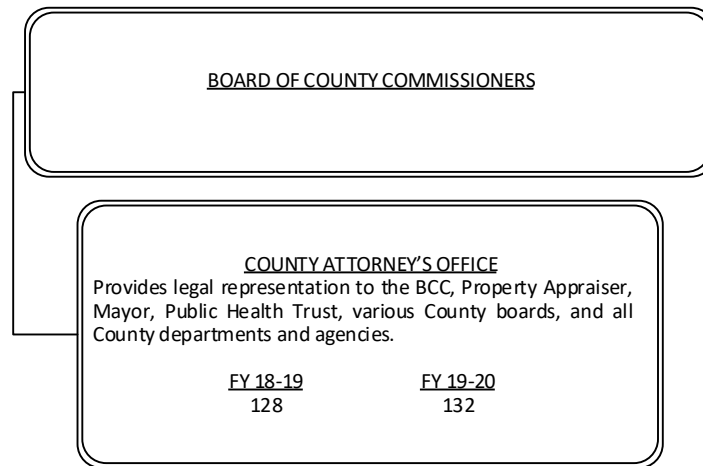 BOARD OF COUNTY COMMISSIONERS
COUNTY ATTORNEY’S OFFICE
Provides legal representation to the BCC, Property Appraiser,
Mayor, Public Health Trust, various County boards, and all
County departments and agencies.
FY 18-19 FY 19-20
128 132